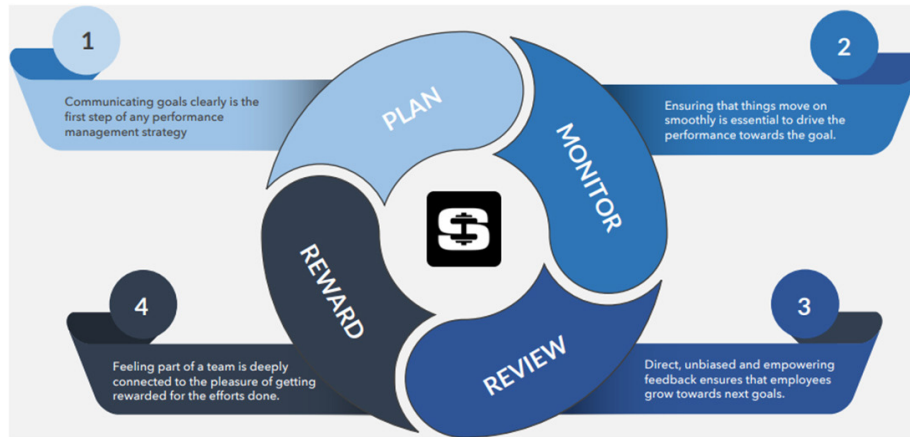 1
Communicating goals clearly is the
first step of any performance
management strategy
PLAN
2
Ensuring that things move on
smoothly is essential to drive the
performance towards the goal.
MONITOR
S
3
Direct, unbiased and empowering
feedback ensures that employees
grow towards next goals.
REVIEW
4
Feeling part of a team is deeply
connected to the pleasure of getting
rewarded for the efforts done.
REWARD